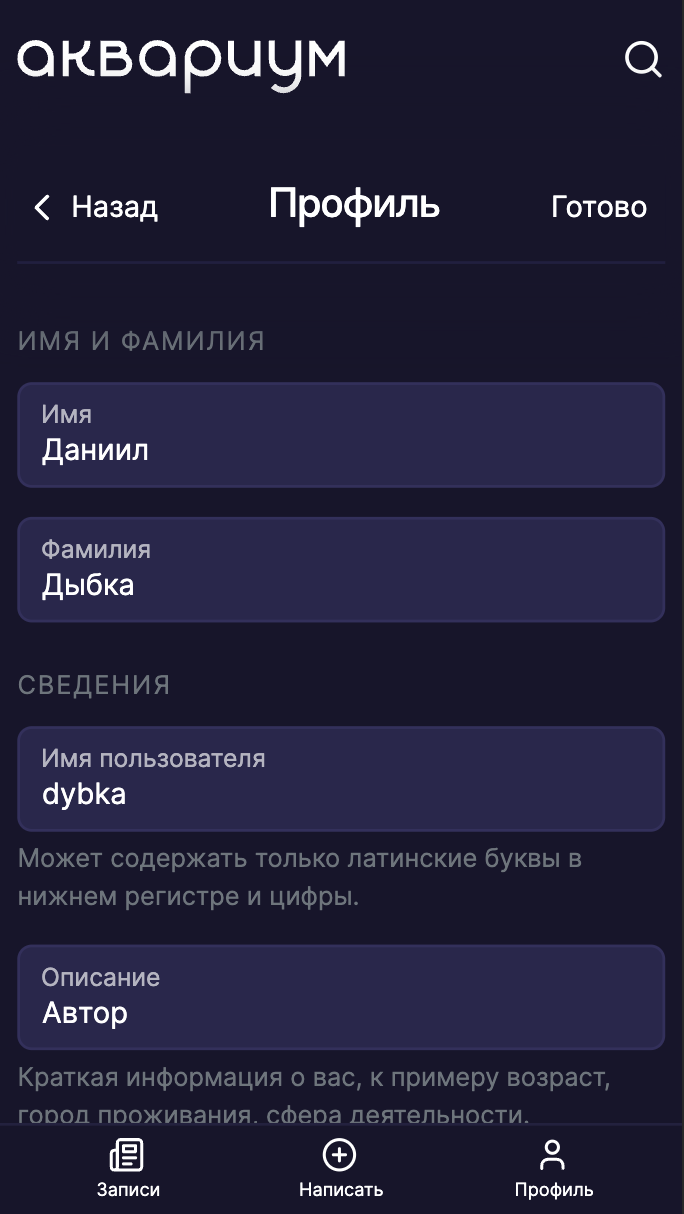 аквариум
Назад
Профиль
Готово
ИМЯ И ФАМИЛИЯ
Имя
Даниил
Фамилия
Дыбка
СВЕДЕНИЯ
Имя пользователя
dybka
Может содержать только латинские буквы в
нижнем регистре и цифры.
Описание
Автор
Краткая информация о вас, к примеру возраст,
город проживания, сфера деятельности.
Записи
Написать
Профиль